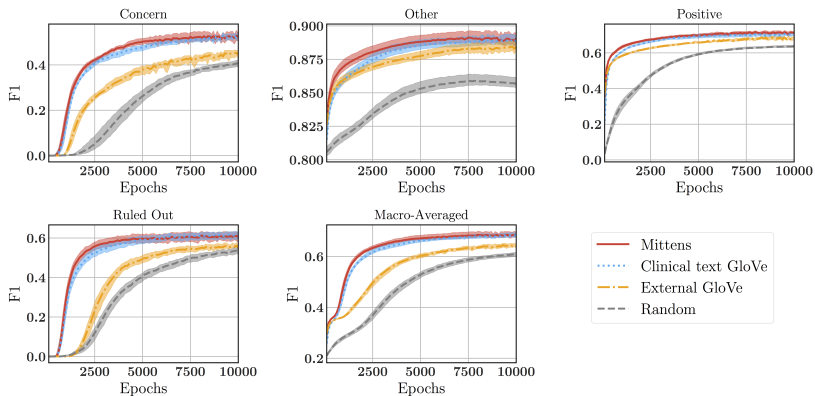 Concern
F1
0.4
0.2
0.0
2500 5000 7500 10000
Epochs
Other
F1
0.900
0.875
0.850
0.825
0.800
2500 5000 7500 10000
Epochs
Positive
F1
0.6
0.4
0.2
0.0
2500 5000 7500 10000
Epochs
Ruled Out
F1
0.6
0.4
0.2
0.0
2500 5000 7500 10000
Epochs
Macro-Averaged
F1
0.6
0.4
0.2
2500 5000 7500 10000
Epochs
Mittens
Clinical text GloVe
External GloVe
Random